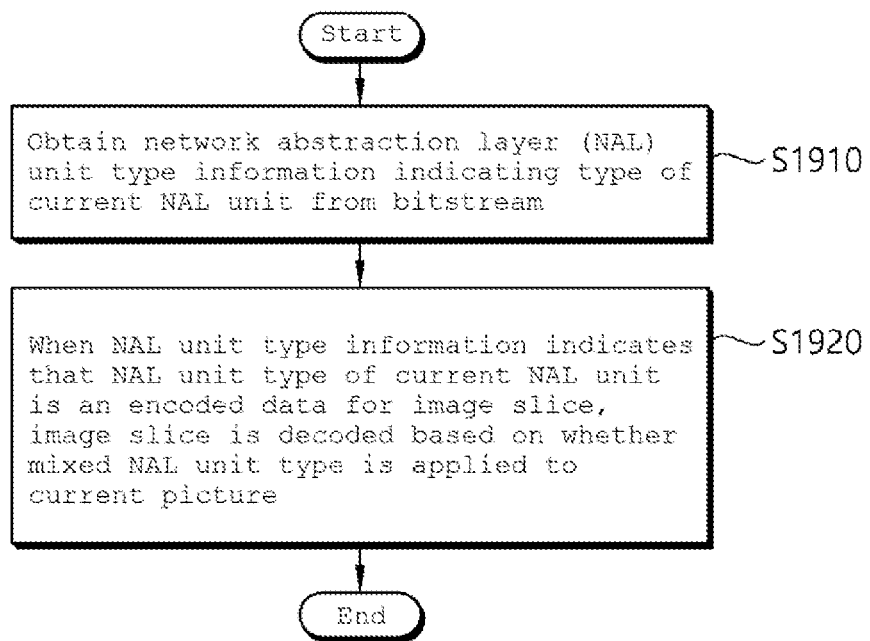 Start
Obtain network abstraction layer (NAL)
unit type information indicating type of
current NAL unit from bitstream
S1910
When NAL unit type information indicates
that NAL unit type of current NAL unit
is an encoded data for image slice,
image slice is decoded based on whether
mixed NAL unit type is applied to
current picture
S1920
End